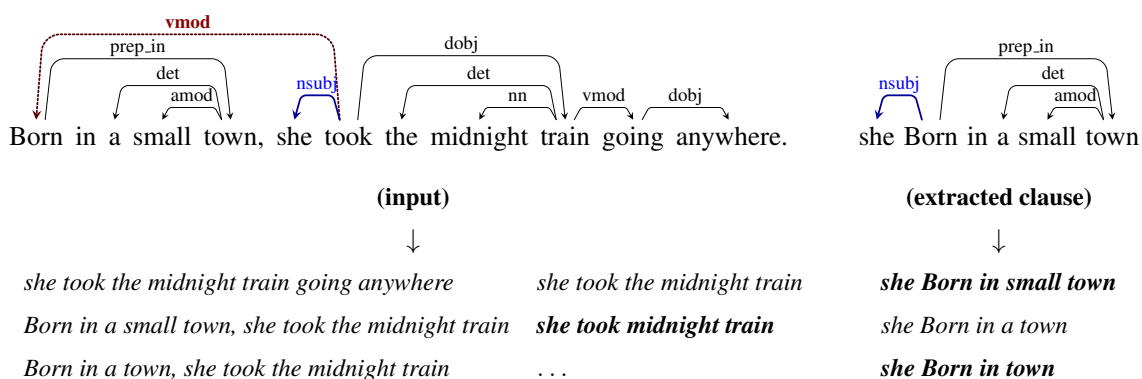 vmod
prep_in dobj prep_in
det nsubj det nn vmod dobj nsubj det
amod amod
Born in a small town, she took the midnight train going anywhere. she Born in a small town
(input) (extracted clause)
↓ ↓
she took the midnight train going anywhere she took the midnight train she Born in small town
Born in a small town, she took the midnight train she took midnight train she Born in a town
Born in a town, she took the midnight train . . . she Born in town